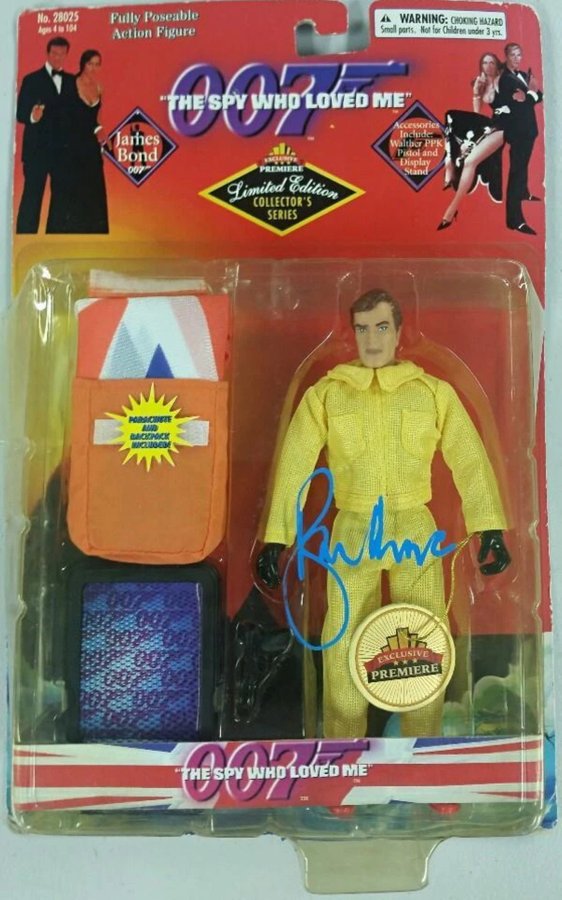 No. 28025
Ages 4 to 104
Fully Poseable
Action Figure
WARNING: CHOKING HAZARD
Small parts. Not for Children under 3 yrs.
007
"THE SPY WHO LOVED ME"
James
Bond
007
EXCLUSIVE
PREMIERE
Limited Edition
COLLECTOR'S
SERIES
Accessories
Include:
Walther PPK
Pistol and
Display
Stand
PARACHUTE
AND
BACKPACK
INCLUDED!
007
EXCLUSIVE
PREMIERE
007
"THE SPY WHO LOVED ME"